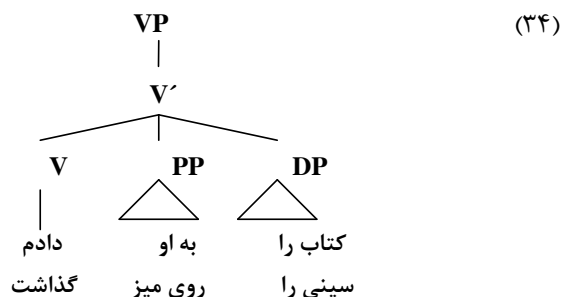 (۳۴)
VP
V´
V PP DP
کتاب را به او دادم
سینی را روی میز گذاشت